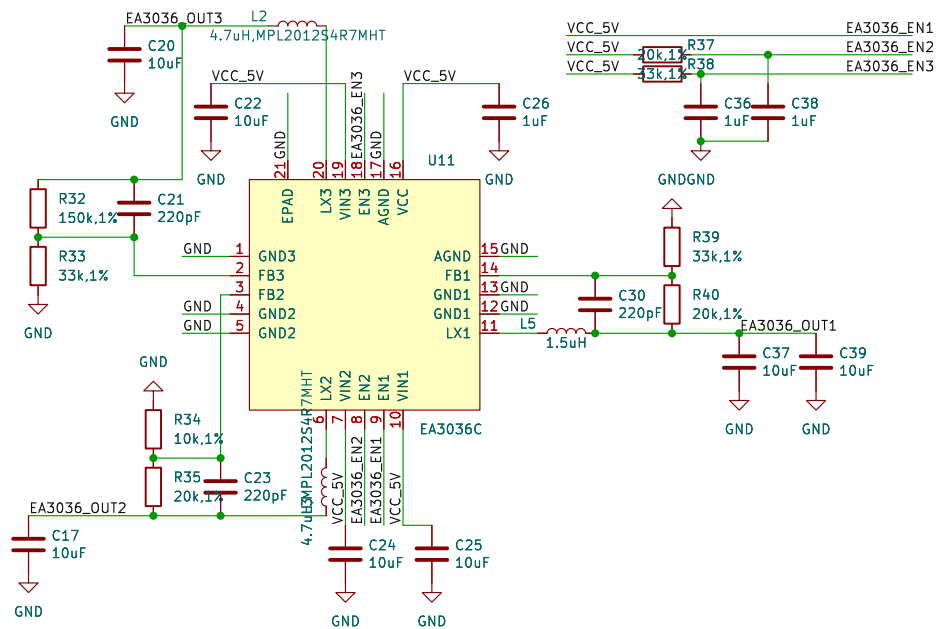 EA3036_OUT3
L2
4.7uH,MPL2012S4R7MHT
C20
10uF
GND
VCC_5V
C22
10uF
GND
GND
EA3036_EN3
GND
VCC_5V
C26
1uF
GND
VCC_5V
EA3036_EN1
VCC_5V
R37
20k,1%
EA3036_EN2
VCC_5V
R38
33k,1%
EA3036_EN3
C36
1uF
C38
1uF
GND
GND
U11
21
20
19
18
17
16
EPAD
LX3
VIN3
EN3
AGND
VCC
R32
150k,1%
C21
220pF
R33
33k,1%
GND
GND
1
GND3
2
FB3
3
FB2
GND
4
GND2
GND
5
GND2
AGND
15
GND
FB1
14
GND1
13
GND
GND1
12
GND
LX1
11
L5
1.5uH
R39
33k,1%
C30
220pF
R40
20k,1%
EA3036_OUT1
C37
10uF
C39
10uF
GND
GND
LX2
VIN2
EN2
EN1
VIN1
6
7
8
9
10
EA3036C
GND
R34
10k,1%
R35
20k,1%
C23
220pF
EA3036_OUT2
C17
10uF
GND
L3
4.7uH,MPL2012S4R7MHT
VCC_5V
EA3036_EN2
EA3036_EN1
VCC_5V
C24
10uF
C25
10uF
GND
GND